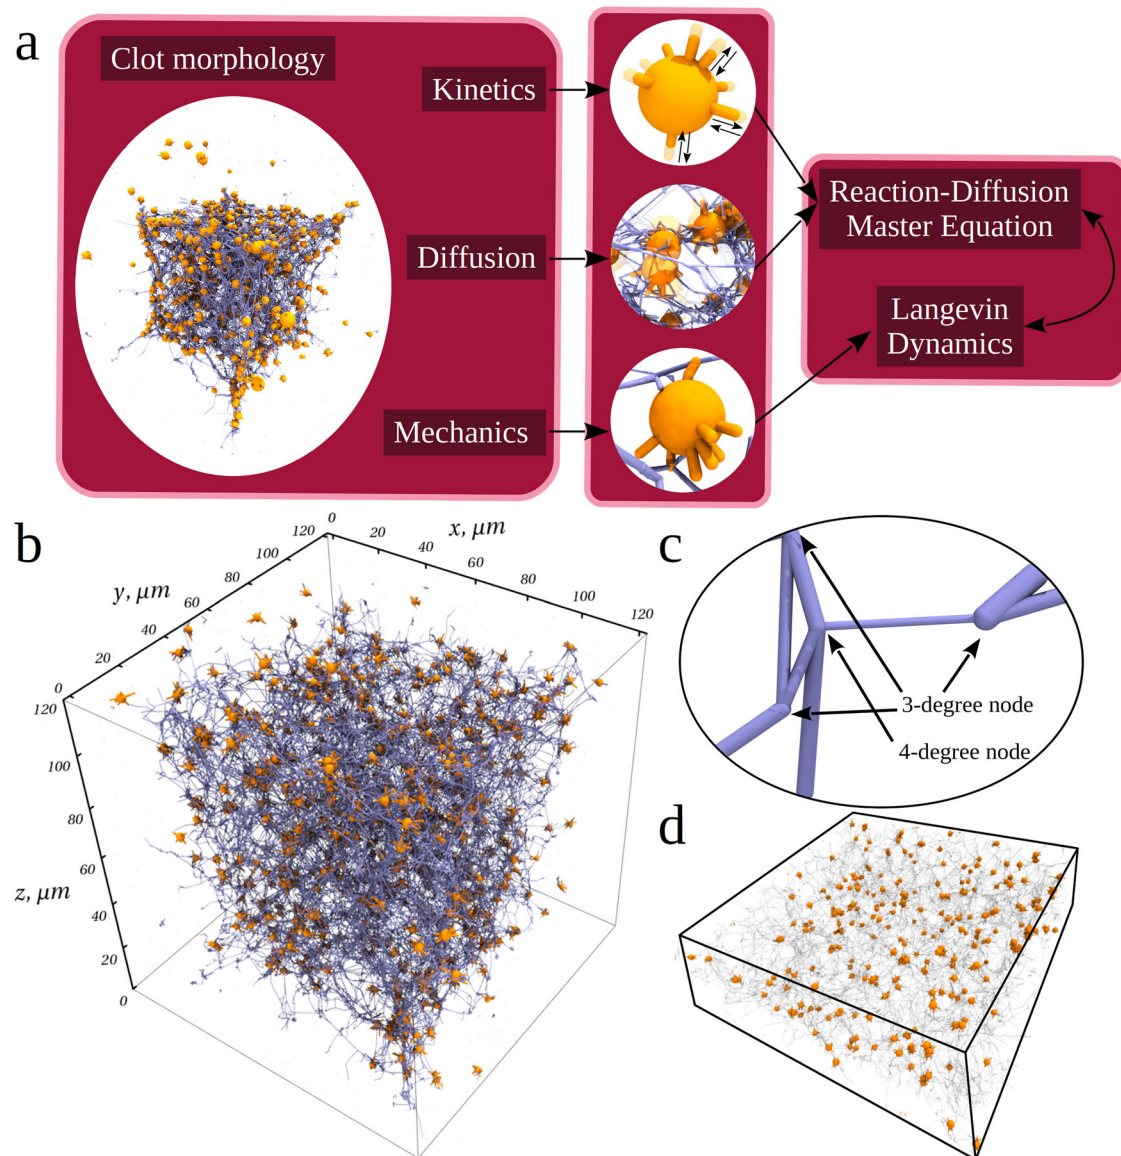 a
Clot morphology
Kinetics
Diffusion
Mechanics
Reaction-Diffusion
Master Equation
Langevin
Dynamics
b
x, μm
0
20
40
60
80
100
120
y, μm
120
100
80
60
40
20
0
z, μm
120
100
80
60
40
20
0
c
3-degree node
4-degree node
d